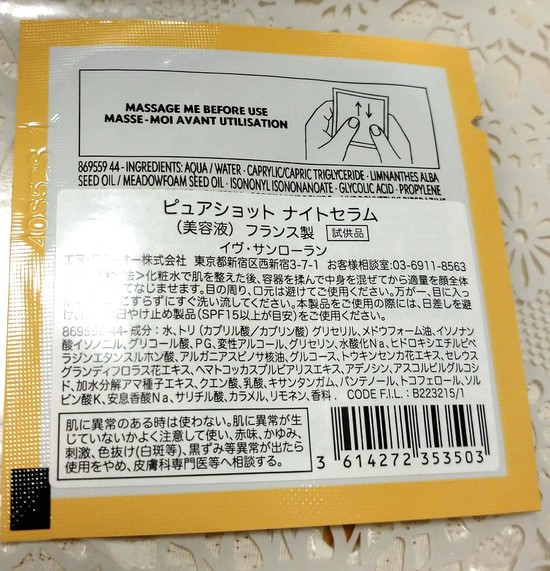 MASSAGE ME BEFORE USE
MASSE-MOI AVANT UTILISATION
869559 44 - INGREDIENTS: AQUA / WATER · CAPRYLIC/CAPRIC TRIGLYCERIDE · LIMNANTHES ALBA
SEED OIL / MEADOWFOAM SEED OIL · ISONONYL ISONONANOATE · GLYCOLIC ACID · PROPYLENE
ピュアショット ナイトセラム
(美容液) フランス製 試供品
イヴ・サンローラン
株式会社 東京都新宿区西新宿3-7-1 お客様相談室:03-6911-8563
化粧水で肌を整えた後、容器を揉んで中身を混ぜてから適量を顔全体
てなじませます。目の周り、口元は避けてご使用ください。万が一、目に入っ
こすらずにすぐ洗い流してください。本製品をご使用の際には、日差しを避
日やけ止め製品(SPF15以上が目安)をご使用ください。
869559 44- 成分:水、トリ(カプリル酸/カプリン酸)グリセリル、メドウフォーム油、イソノナン
酸イソノニル、グリコール酸、PG、変性アルコール、グリセリン、水酸化Na、ヒドロキシエチルピペ
ラジンエタンスルホン酸、アルガニアスピノサ核油、グルコース、トウキンセンカ花エキス、セレウス
グランディフロラス花エキス、ヘマトコッカスプルビアリスエキス、アデノシン、アスコルビルグルコシ
ド、加水分解アマ種子エキス、クエン酸、乳酸、キサンタンガム、パンテノール、トコフェロール、ソル
ビン酸K、安息香酸Na、サリチル酸、カラメル、リモネン、香料. CODE F.I.L. : B223215/1
肌に異常のある時は使わない。肌に異常が生
じていないかよく注意して使い、赤味、かゆみ、
刺激、色抜け(白斑等)、黒ずみ等異常が出たら
使用をやめ、皮膚科専門医等へ相談する。
3 614272 353503